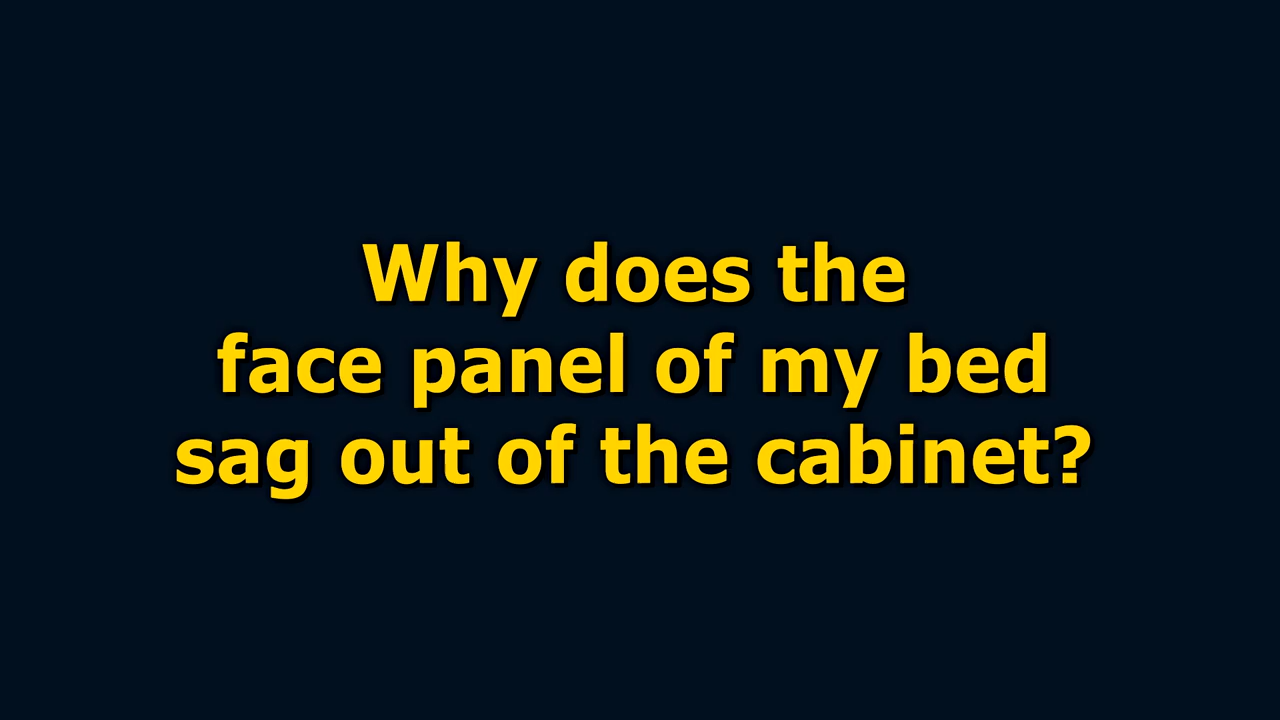 Why does the
face panel of my bed
sag out of the cabinet?